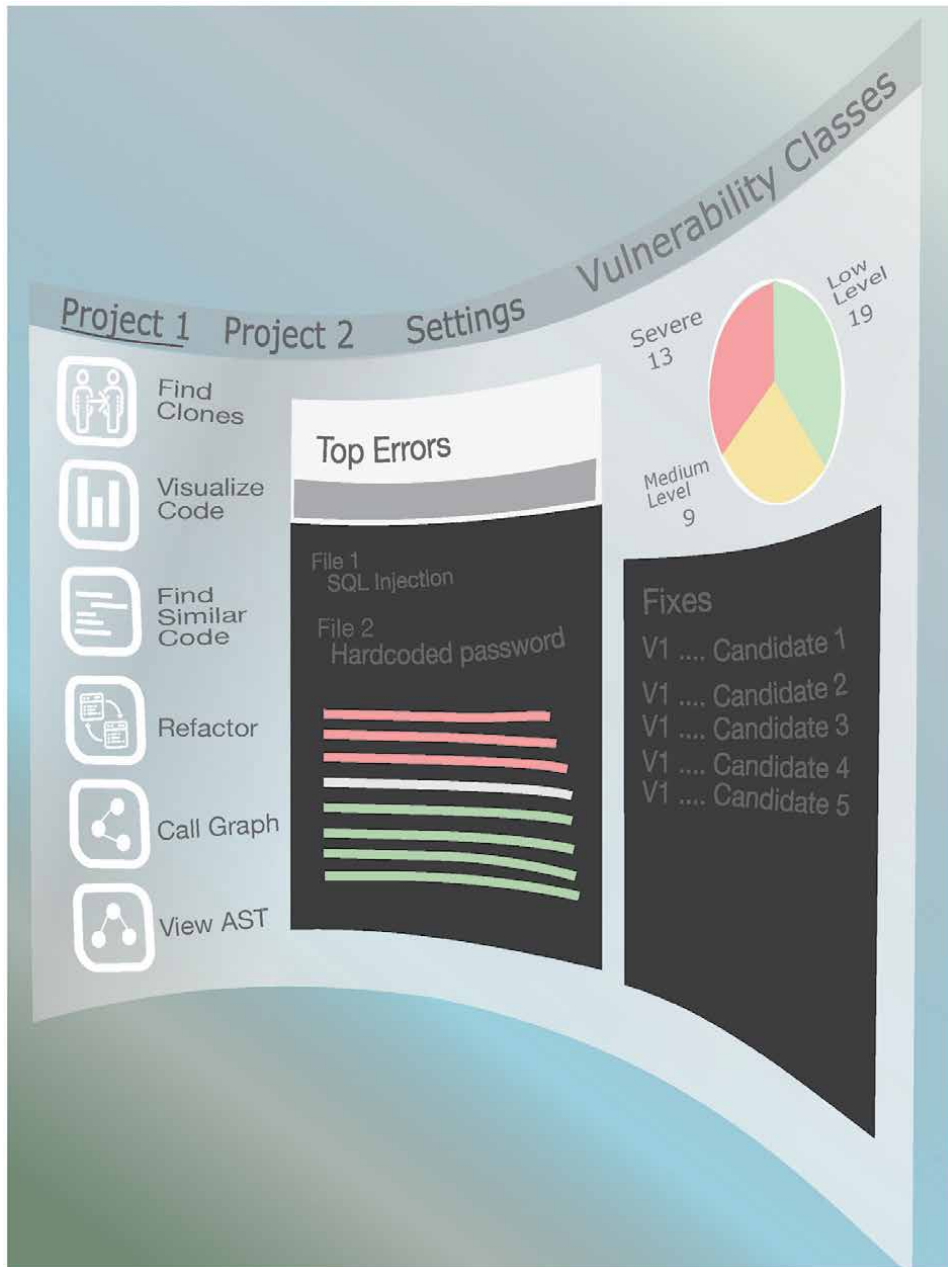 Project 1 Project 2 Settings Vulnerability Classes
Find
Clones
Visualize
Code
Find
Similar
Code
Refactor
Call Graph
View AST
Top Errors
File 1
SQL Injection
File 2
Hardcoded password
Severe
13
Low
Level
19
Medium
Level
9
Fixes
V1 .... Candidate 1
V1 .... Candidate 2
V1 .... Candidate 3
V1 .... Candidate 4
V1 .... Candidate 5